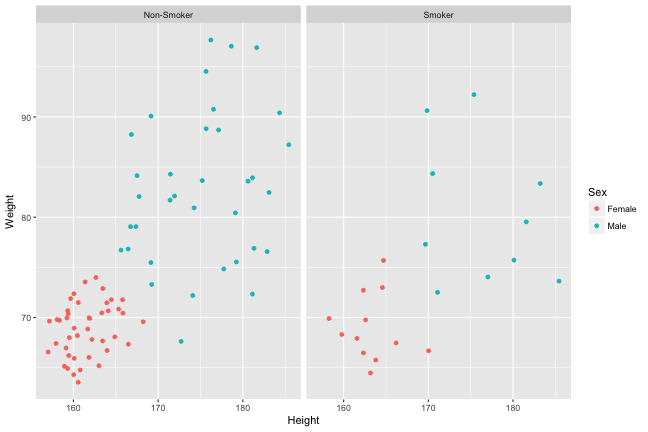 Non-Smoker
Smoker
Weight
90
80
70
160
170
180
160
170
180
Height
Sex
Female
Male